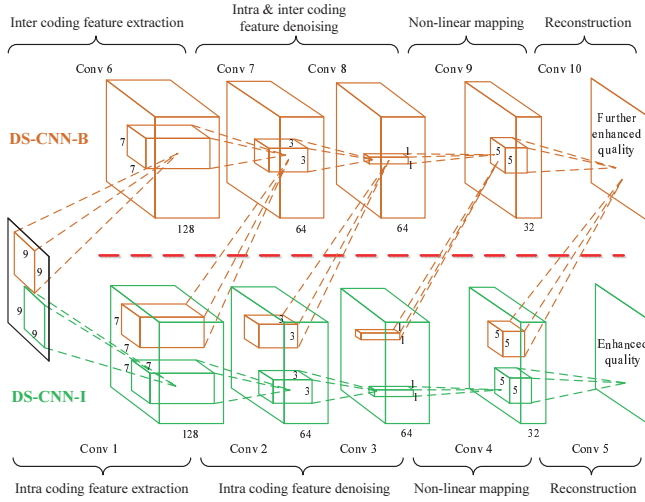 Inter coding feature extraction
Intra & inter coding
feature denoising
Non-linear mapping
Reconstruction
Conv 6
Conv 7
Conv 8
Conv 9
Conv 10
DS-CNN-B
7
7
3
3
1
1
5
5
Further
enhanced
quality
128
64
64
32
9
9
9
9
7
7
3
3
1
1
5
5
7
7
3
3
1
1
5
5
Enhanced
quality
DS-CNN-I
128
64
64
32
Conv 1
Conv 2
Conv 3
Conv 4
Conv 5
Intra coding feature extraction
Intra coding feature denoising
Non-linear mapping
Reconstruction